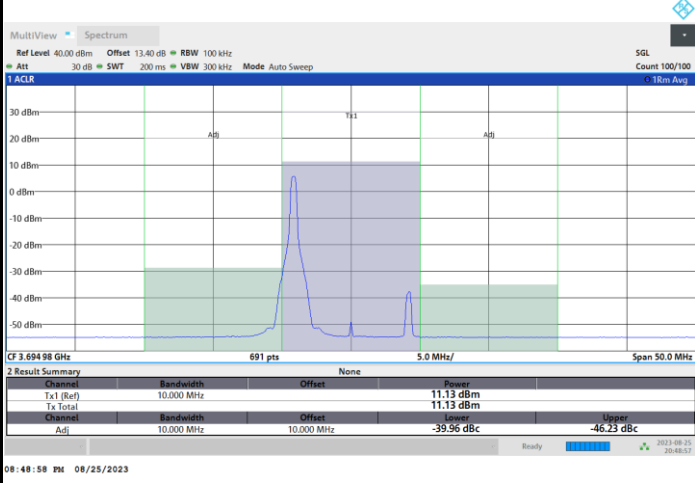 MultiView Spectrum
Ref Level 40.00 dBm Offset 13.40 dB RBW 100 kHz SGL
Att 30 dB SWT 200 ms VBW 300 kHz Mode Auto Sweep Count 100/100
1 ACLR 1Rm Avg
30 dBm
Tx1
20 dBm
Adj Adj
10 dBm
0 dBm
-10 dBm
-20 dBm
-30 dBm
-40 dBm
-50 dBm
CF 3.694 98 GHz 691 pts 5.0 MHz/ Span 50.0 MHz
2 Result Summary None
Channel Bandwidth Offset Power
Tx1 (Ref) 10.000 MHz 11.13 dBm
Tx Total 11.13 dBm
Channel Bandwidth Offset Lower Upper
Adj 10.000 MHz 10.000 MHz -39.96 dBc -46.23 dBc
Ready 2023-08-25
20:48:57
08:48:58 PM 08/25/2023